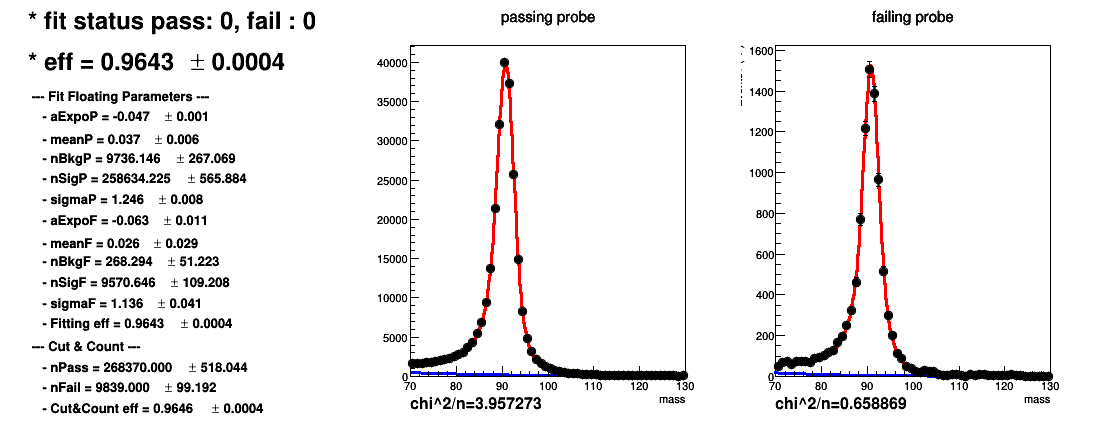 * fit status pass: 0, fail : 0
* eff = 0.9643 ± 0.0004
--- Fit Floating Parameters ---
- aExpoP = -0.047 ± 0.001
- meanP = 0.037 ± 0.006
- nBkgP = 9736.146 ± 267.069
- nSigP = 258634.225 ± 565.884
- sigmaP = 1.246 ± 0.008
- aExpoF = -0.063 ± 0.011
- meanF = 0.026 ± 0.029
- nBkgF = 268.294 ± 51.223
- nSigF = 9570.646 ± 109.208
- sigmaF = 1.136 ± 0.041
- Fitting eff = 0.9643 ± 0.0004
--- Cut & Count ---
- nPass = 268370.000 ± 518.044
- nFail = 9839.000 ± 99.192
- Cut&Count eff = 0.9646 ± 0.0004
passing probe
40000
35000
30000
25000
20000
15000
10000
5000
0
70 80 90 100 110 120 130
mass
chi^2/n=3.957273
failing probe
1600
1400
1200
1000
800
600
400
200
0
70 80 90 100 110 120 130
mass
chi^2/n=0.658869